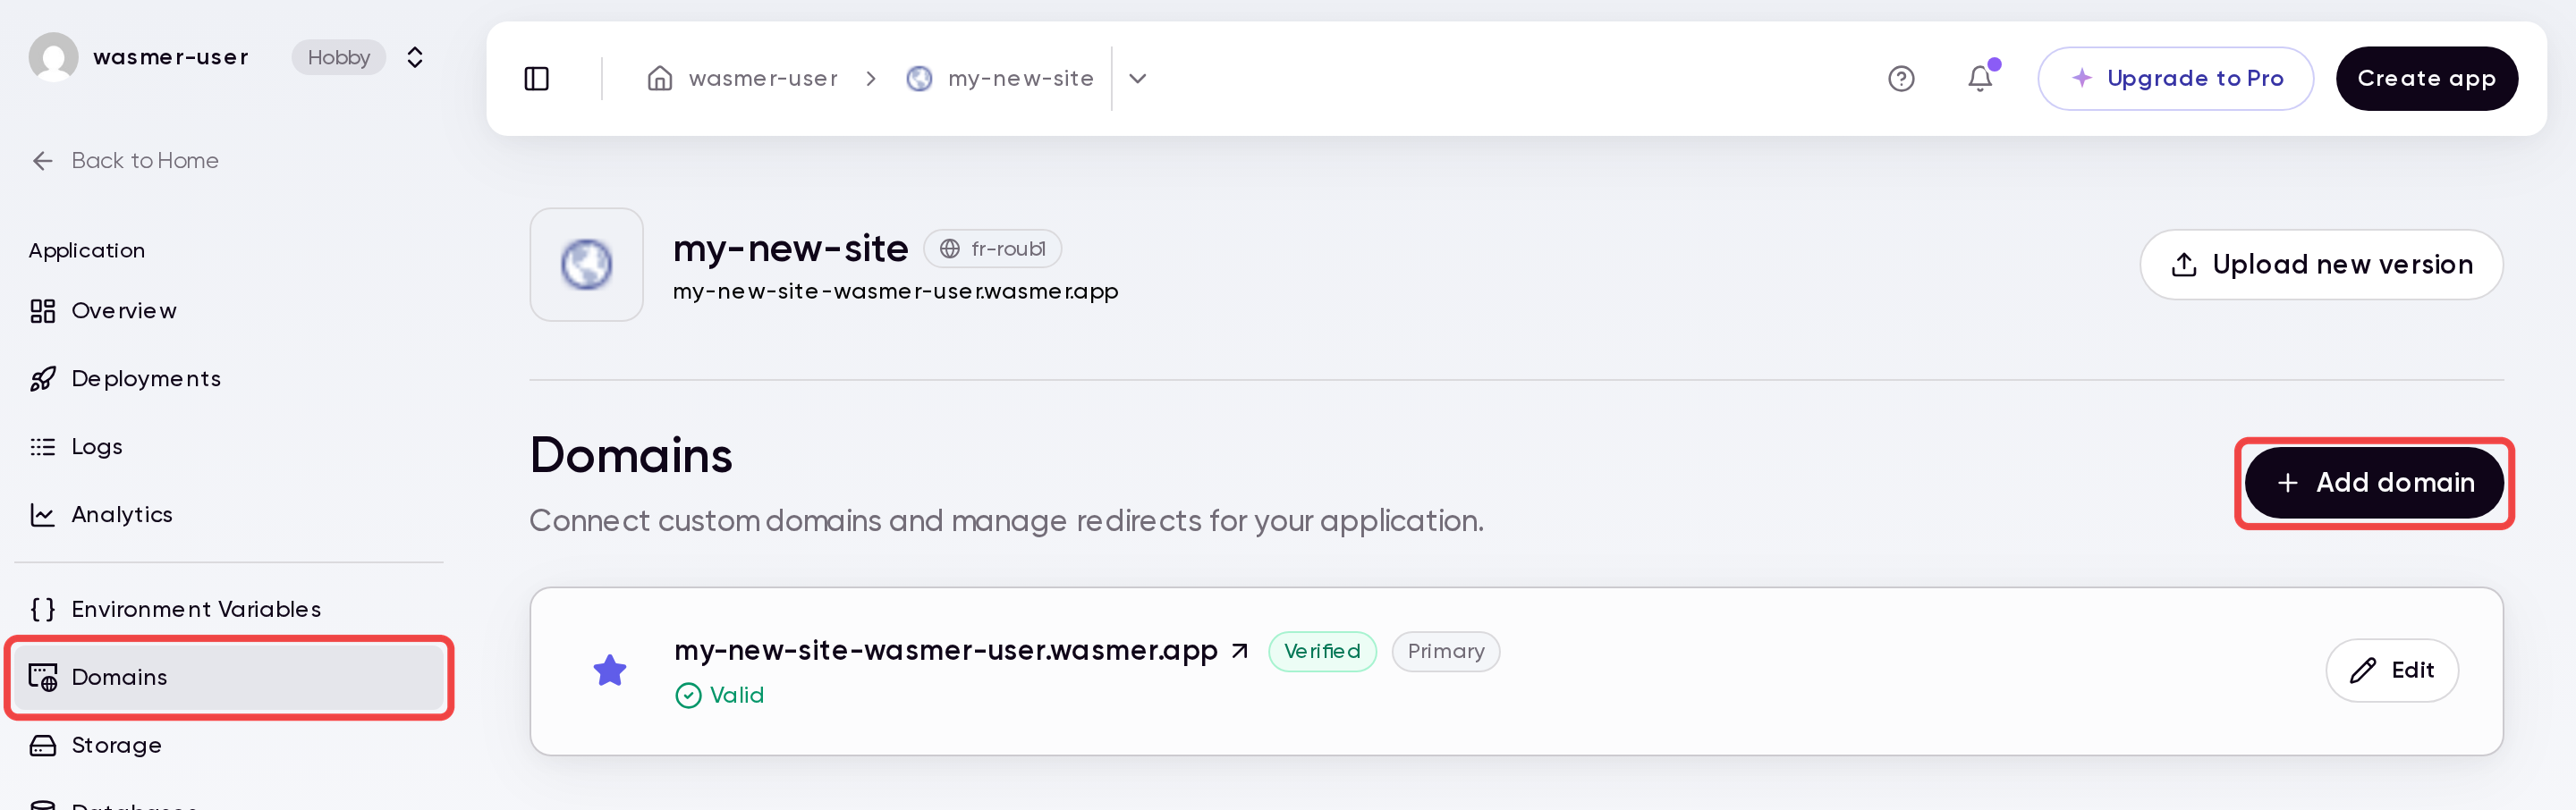 wasmer-user Hobby
Back to Home
Application
Overview
Deployments
Logs
Analytics
Environment Variables
Domains
Storage
Databases
wasmer-user > my-new-site
Upgrade to Pro
Create app
my-new-site fr-roub1
my-new-site-wasmer-user.wasmer.app
Upload new version
Domains
Connect custom domains and manage redirects for your application.
+ Add domain
my-new-site-wasmer-user.wasmer.app Verified Primary
Valid
Edit